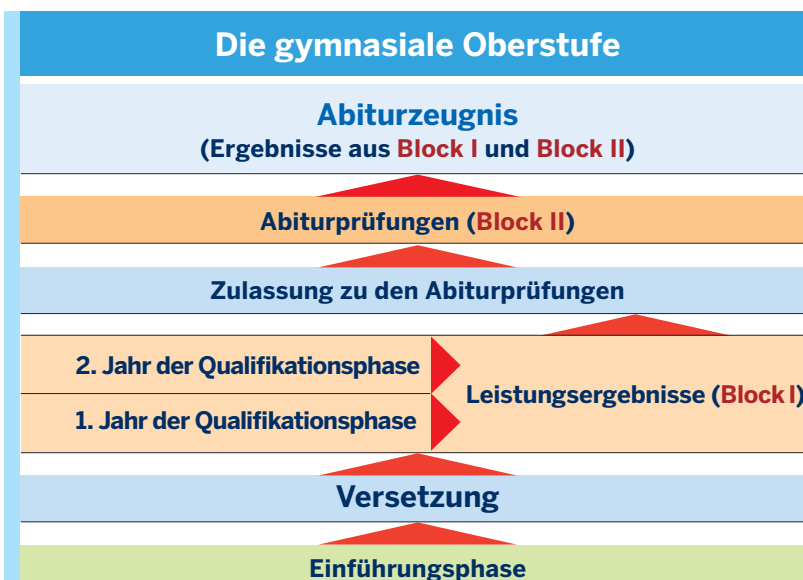 Die gymnasiale Oberstufe
Abiturzeugnis
(Ergebnisse aus Block I und Block II)
Abiturprüfungen (Block II)
Zulassung zu den Abiturprüfungen
2. Jahr der Qualifikationsphase
Leistungsergebnisse (Block I)
1. Jahr der Qualifikationsphase
Versetzung
Einführungsphase